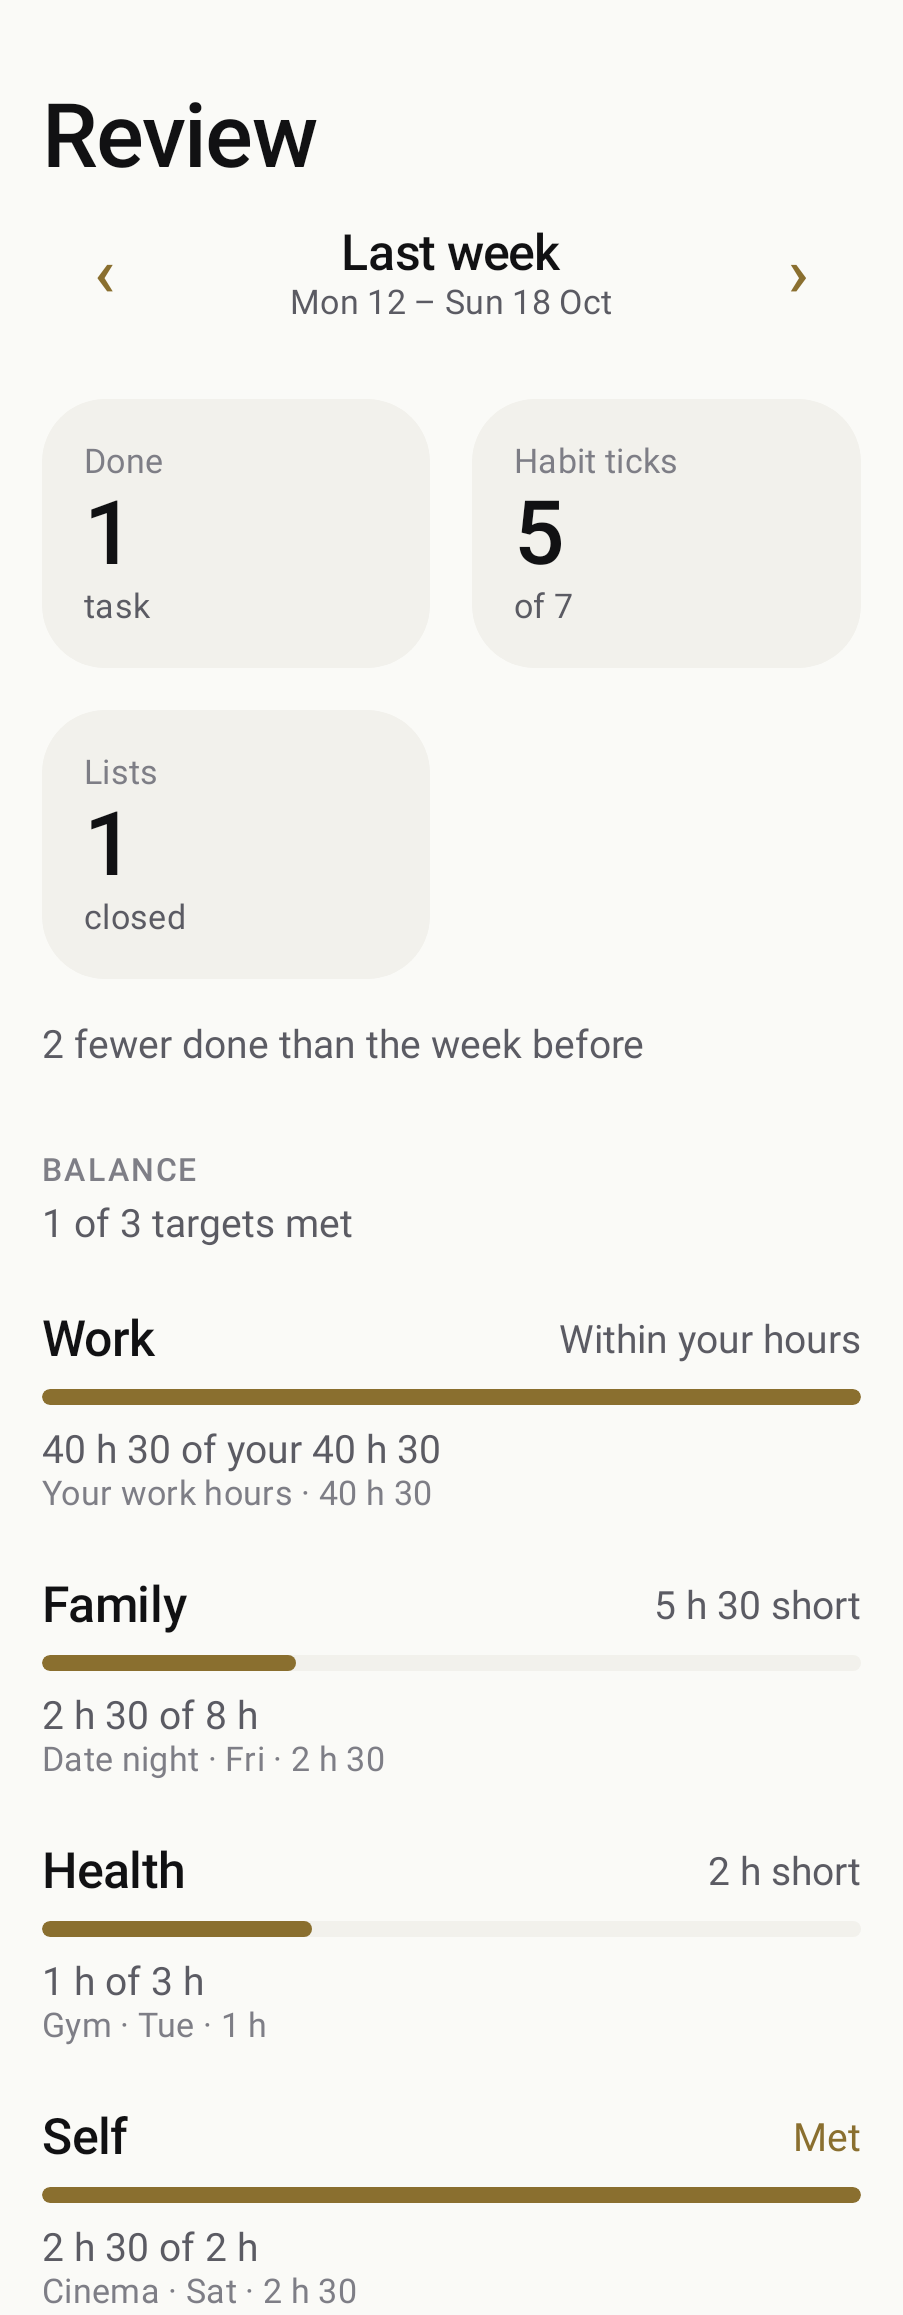 Review
‹ Last week ›
Mon 12 – Sun 18 Oct
Done
1
task
Habit ticks
5
of 7
Lists
1
closed
2 fewer done than the week before
BALANCE
1 of 3 targets met
Work Within your hours
40 h 30 of your 40 h 30
Your work hours · 40 h 30
Family 5 h 30 short
2 h 30 of 8 h
Date night · Fri · 2 h 30
Health 2 h short
1 h of 3 h
Gym · Tue · 1 h
Self Met
2 h 30 of 2 h
Cinema · Sat · 2 h 30